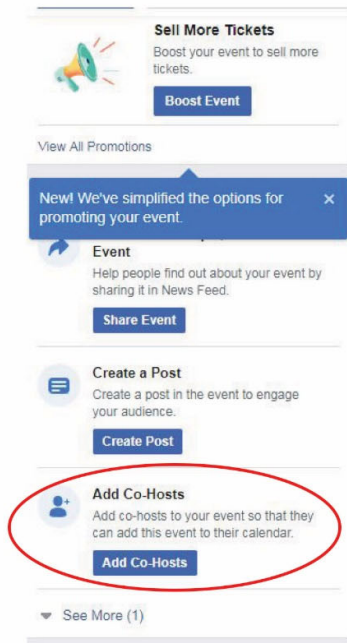 Sell More Tickets
Boost your event to sell more
tickets.
Boost Event
View All Promotions
New! We've simplified the options for
promoting your event.
Event
Help people find out about your event by
sharing it in News Feed.
Share Event
Create a Post
Create a post in the event to engage
your audience.
Create Post
Add Co-Hosts
Add co-hosts to your event so that they
can add this event to their calendar.
Add Co-Hosts
See More (1)